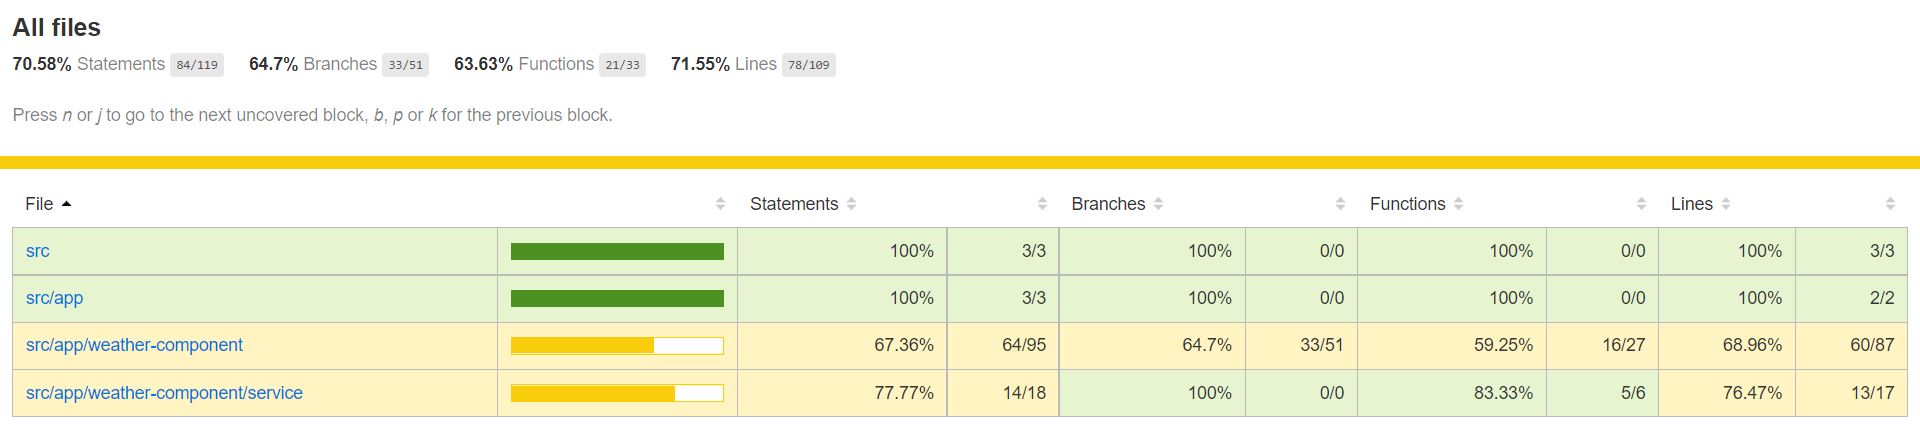 All files
70.58% Statements 84/119 64.7% Branches 33/51 63.63% Functions 21/33 71.55% Lines 78/109
Press n or j to go to the next uncovered block, b, p or k for the previous block.
File Statements Branches Functions Lines
src 100% 3/3 100% 0/0 100% 0/0 100% 3/3
src/app 100% 3/3 100% 0/0 100% 0/0 100% 2/2
src/app/weather-component 67.36% 64/95 64.7% 33/51 59.25% 16/27 68.96% 60/87
src/app/weather-component/service 77.77% 14/18 100% 0/0 83.33% 5/6 76.47% 13/17